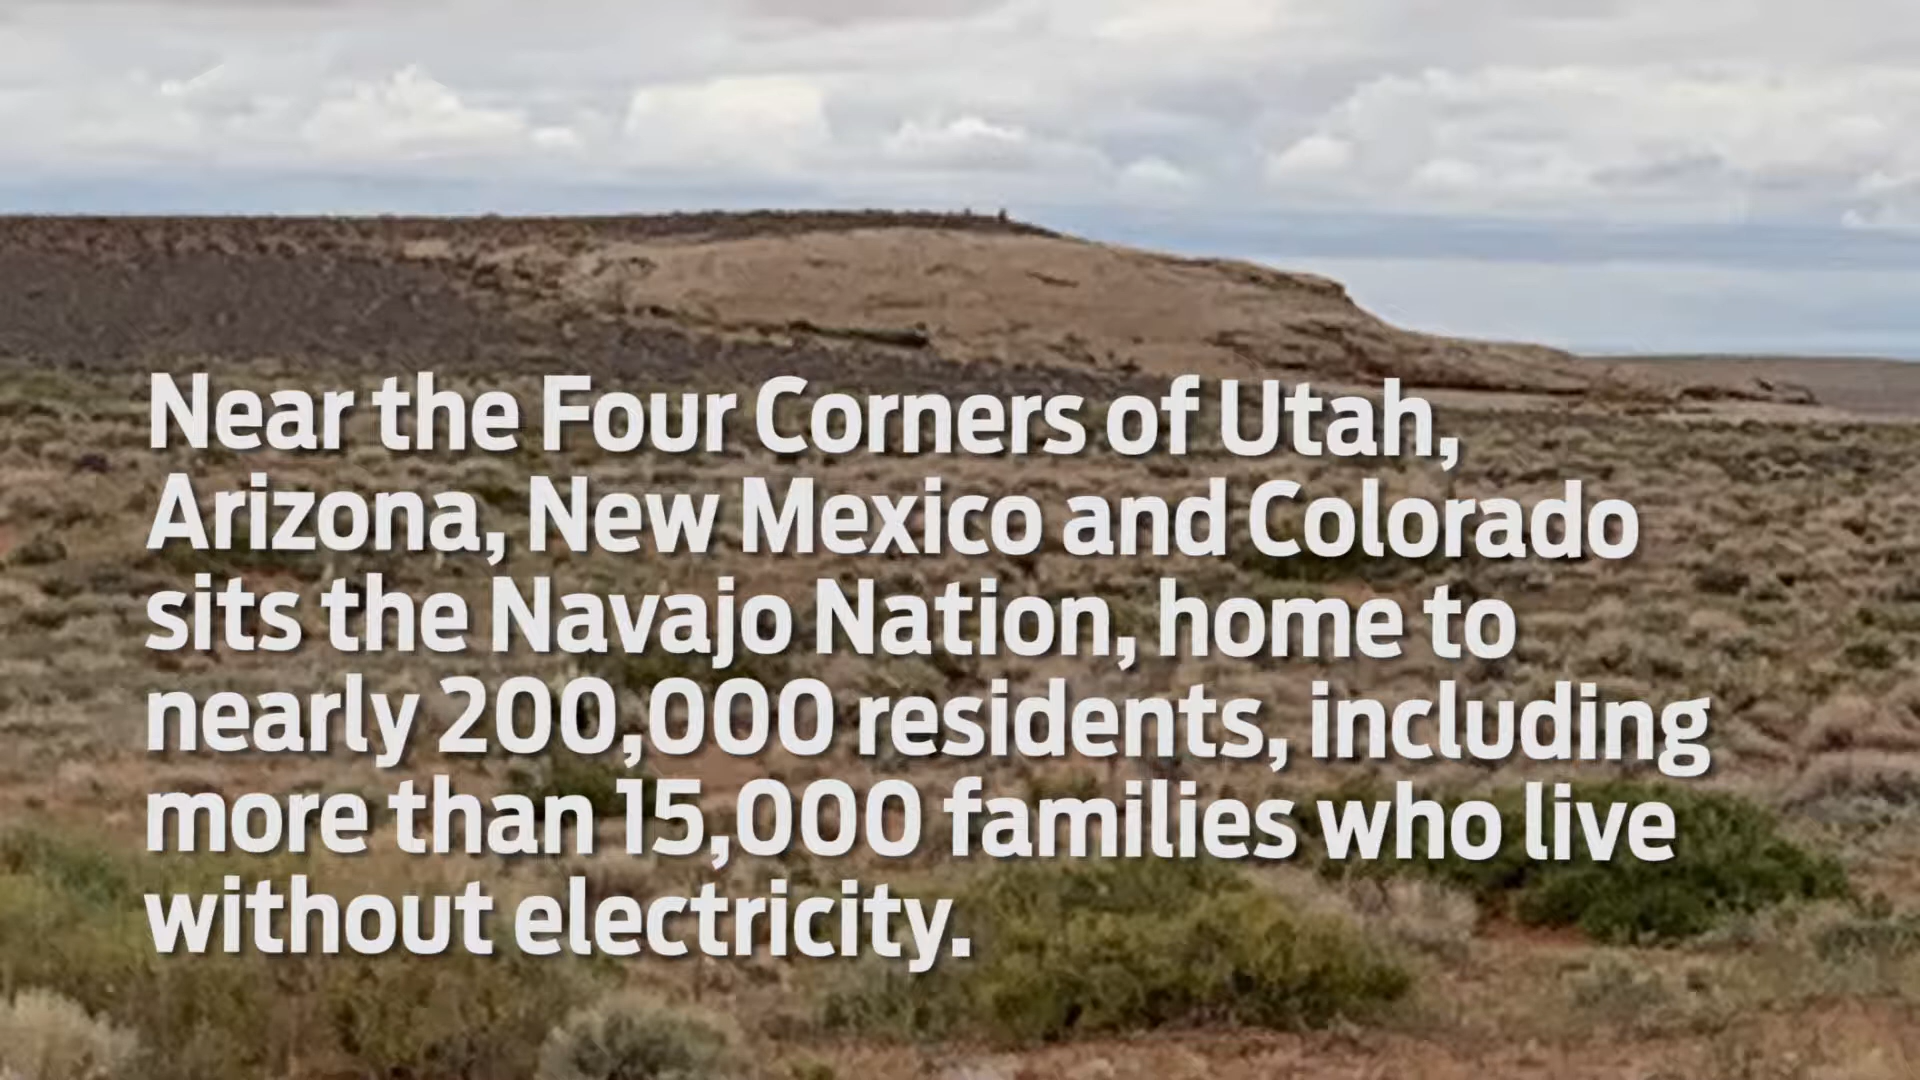 Near the Four Corners of Utah,
Arizona, New Mexico and Colorado
sits the Navajo Nation, home to
nearly 200,000 residents, including
more than 15,000 families who live
without electricity.